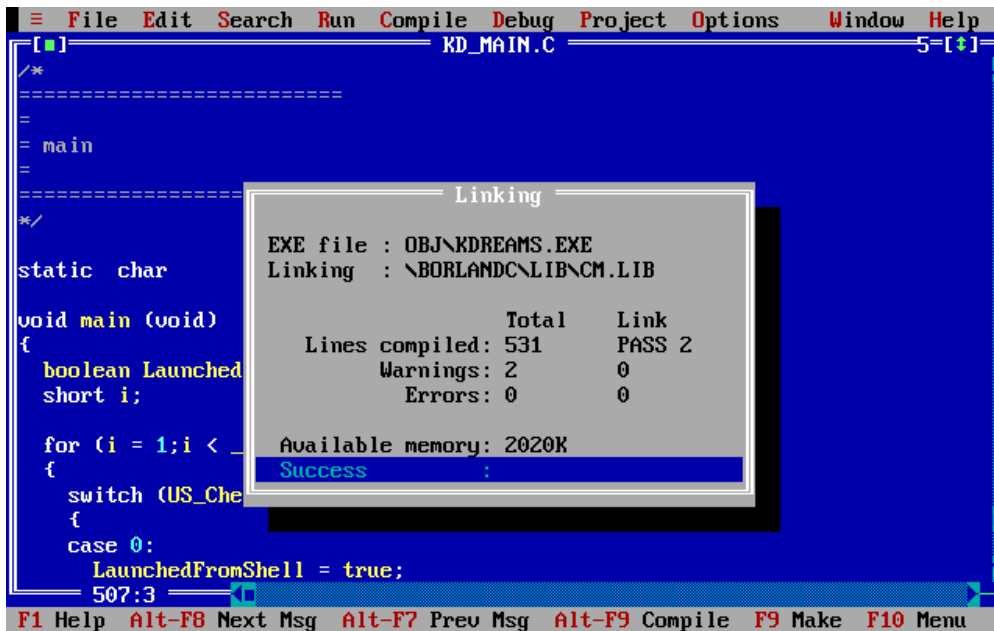 ≡ File Edit Search Run Compile Debug Project Options Window Help
[■] KD_MAIN.C 5=[↕]
/*
==========================
=
= main
=
==================
*/
static char
void main (void)
{
boolean Launched
short i;
for (i = 1;i < _
{
switch (US_Che
{
case 0:
LaunchedFromShell = true;
507:3
Linking
EXE file : OBJ\KDREAMS.EXE
Linking : \BORLANDC\LIB\CM.LIB
Total Link
Lines compiled: 531 PASS 2
Warnings: 2 0
Errors: 0 0
Available memory: 2020K
Success :
F1 Help Alt-F8 Next Msg Alt-F7 Prev Msg Alt-F9 Compile F9 Make F10 Menu